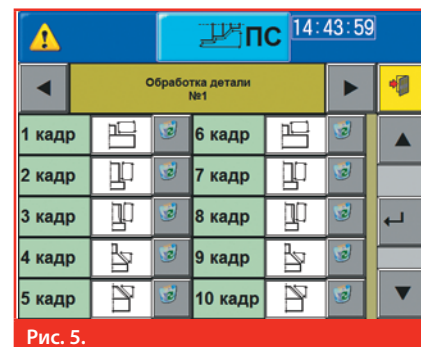 ПС 14:43:59
Обработка детали
№1
1 кадр 6 кадр
2 кадр 7 кадр
3 кадр 8 кадр
4 кадр 9 кадр
5 кадр 10 кадр
Рис. 5.